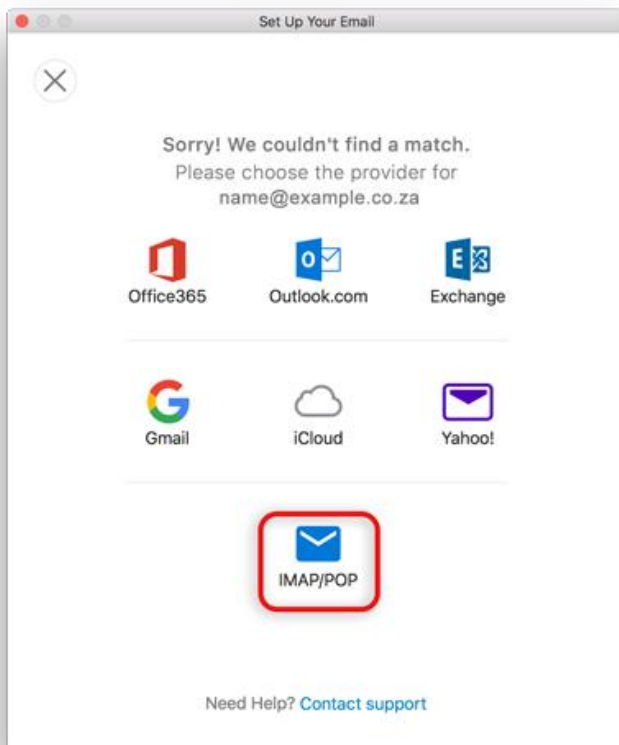 Set Up Your Email
Sorry! We couldn't find a match.
Please choose the provider for
name@example.co.za
Office365 Outlook.com Exchange
Gmail iCloud Yahoo!
IMAP/POP
Need Help? Contact support